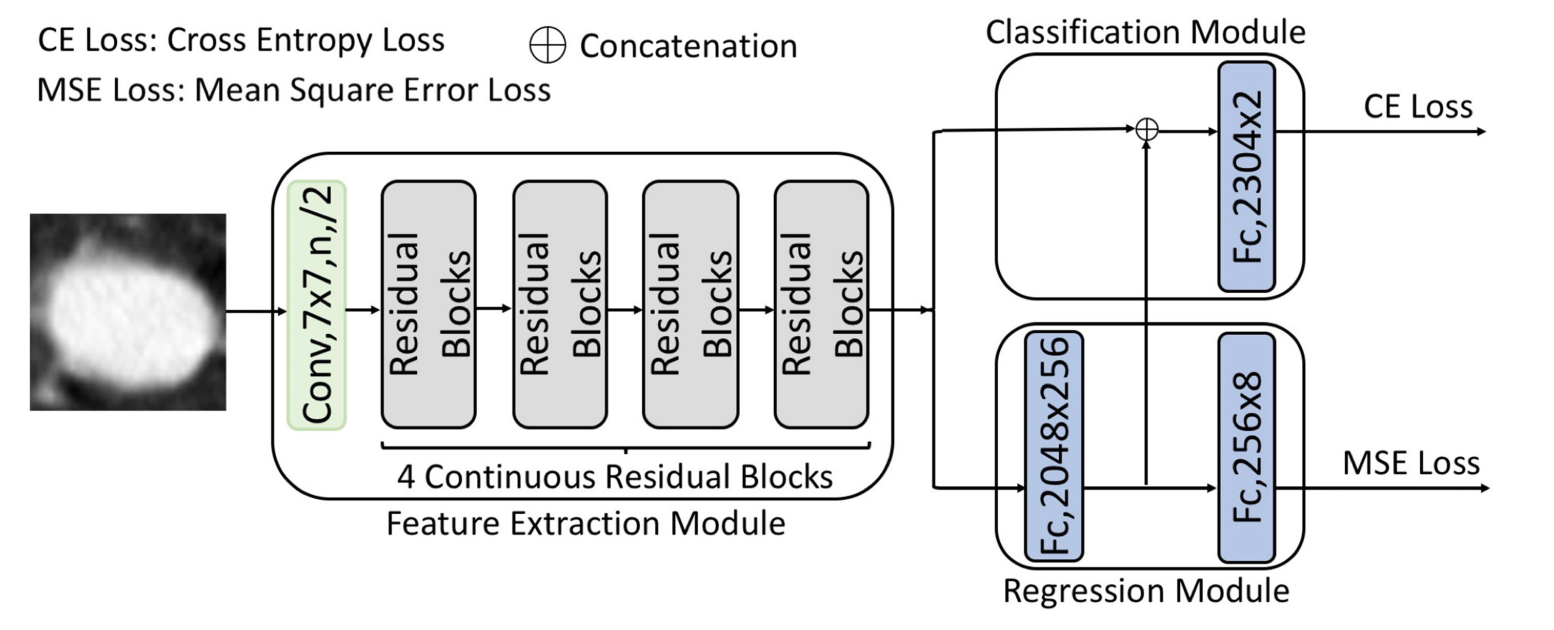 CE Loss: Cross Entropy Loss
⊕ Concatenation
MSE Loss: Mean Square Error Loss
Conv,7x7,n,/2
Residual
Blocks
Residual
Blocks
Residual
Blocks
Residual
Blocks
4 Continuous Residual Blocks
Feature Extraction Module
Classification Module
Fc,2304x2
CE Loss
Fc,2048x256
Fc,256x8
MSE Loss
Regression Module